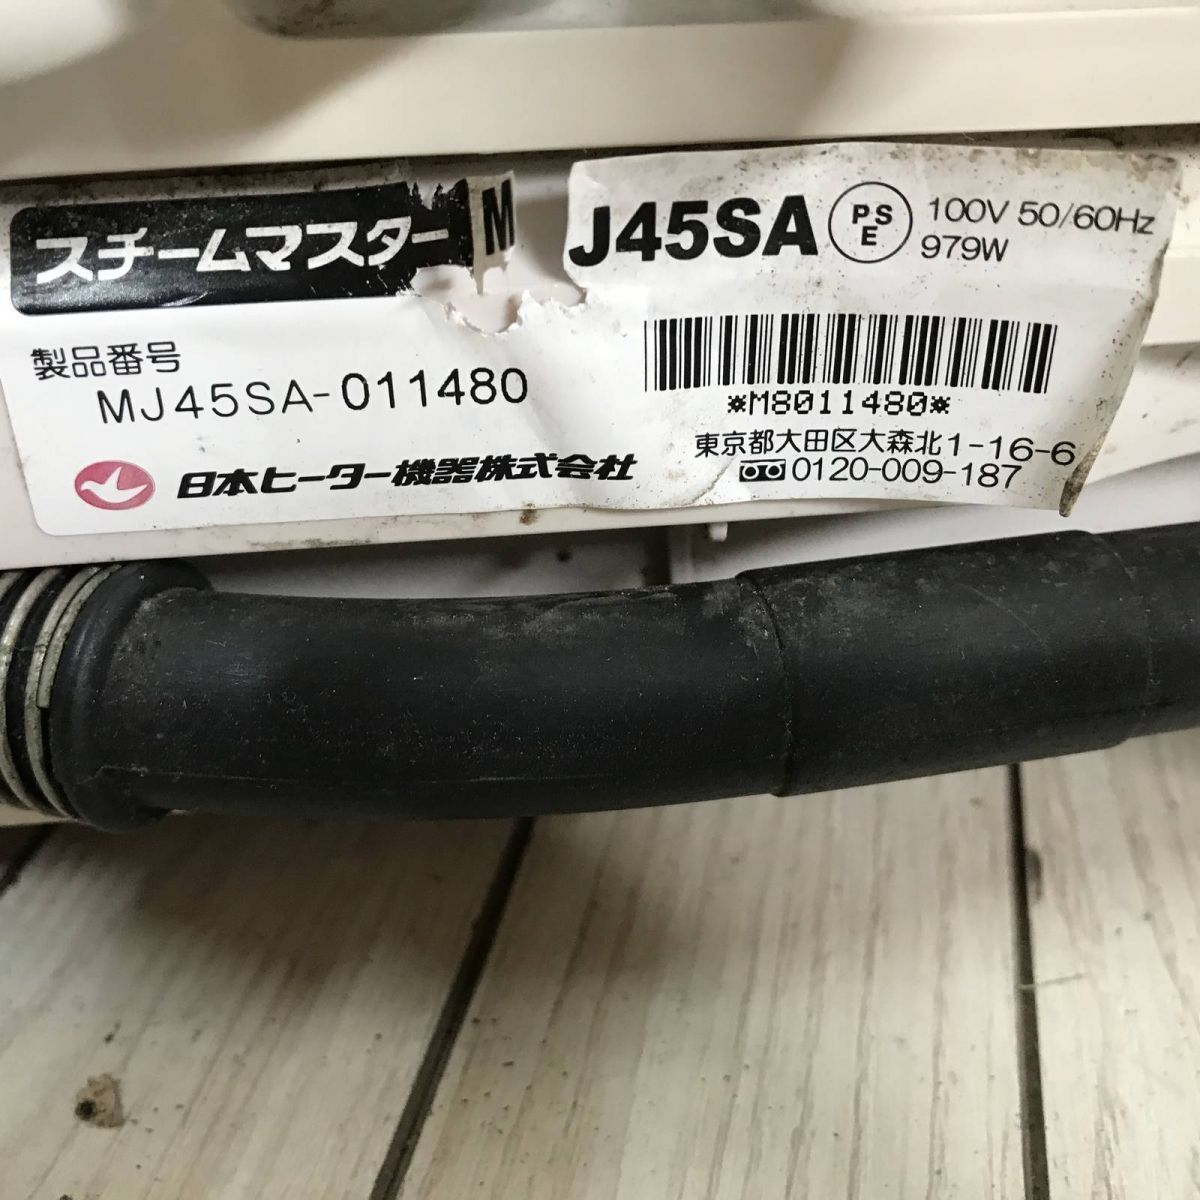 スチームマスター MJ45SA PSE 100V 50/60Hz
979W
製品番号
MJ45SA-011480
*M8011480*
日本ヒーター機器株式会社
東京都大田区大森北1-16-6
0120-009-187